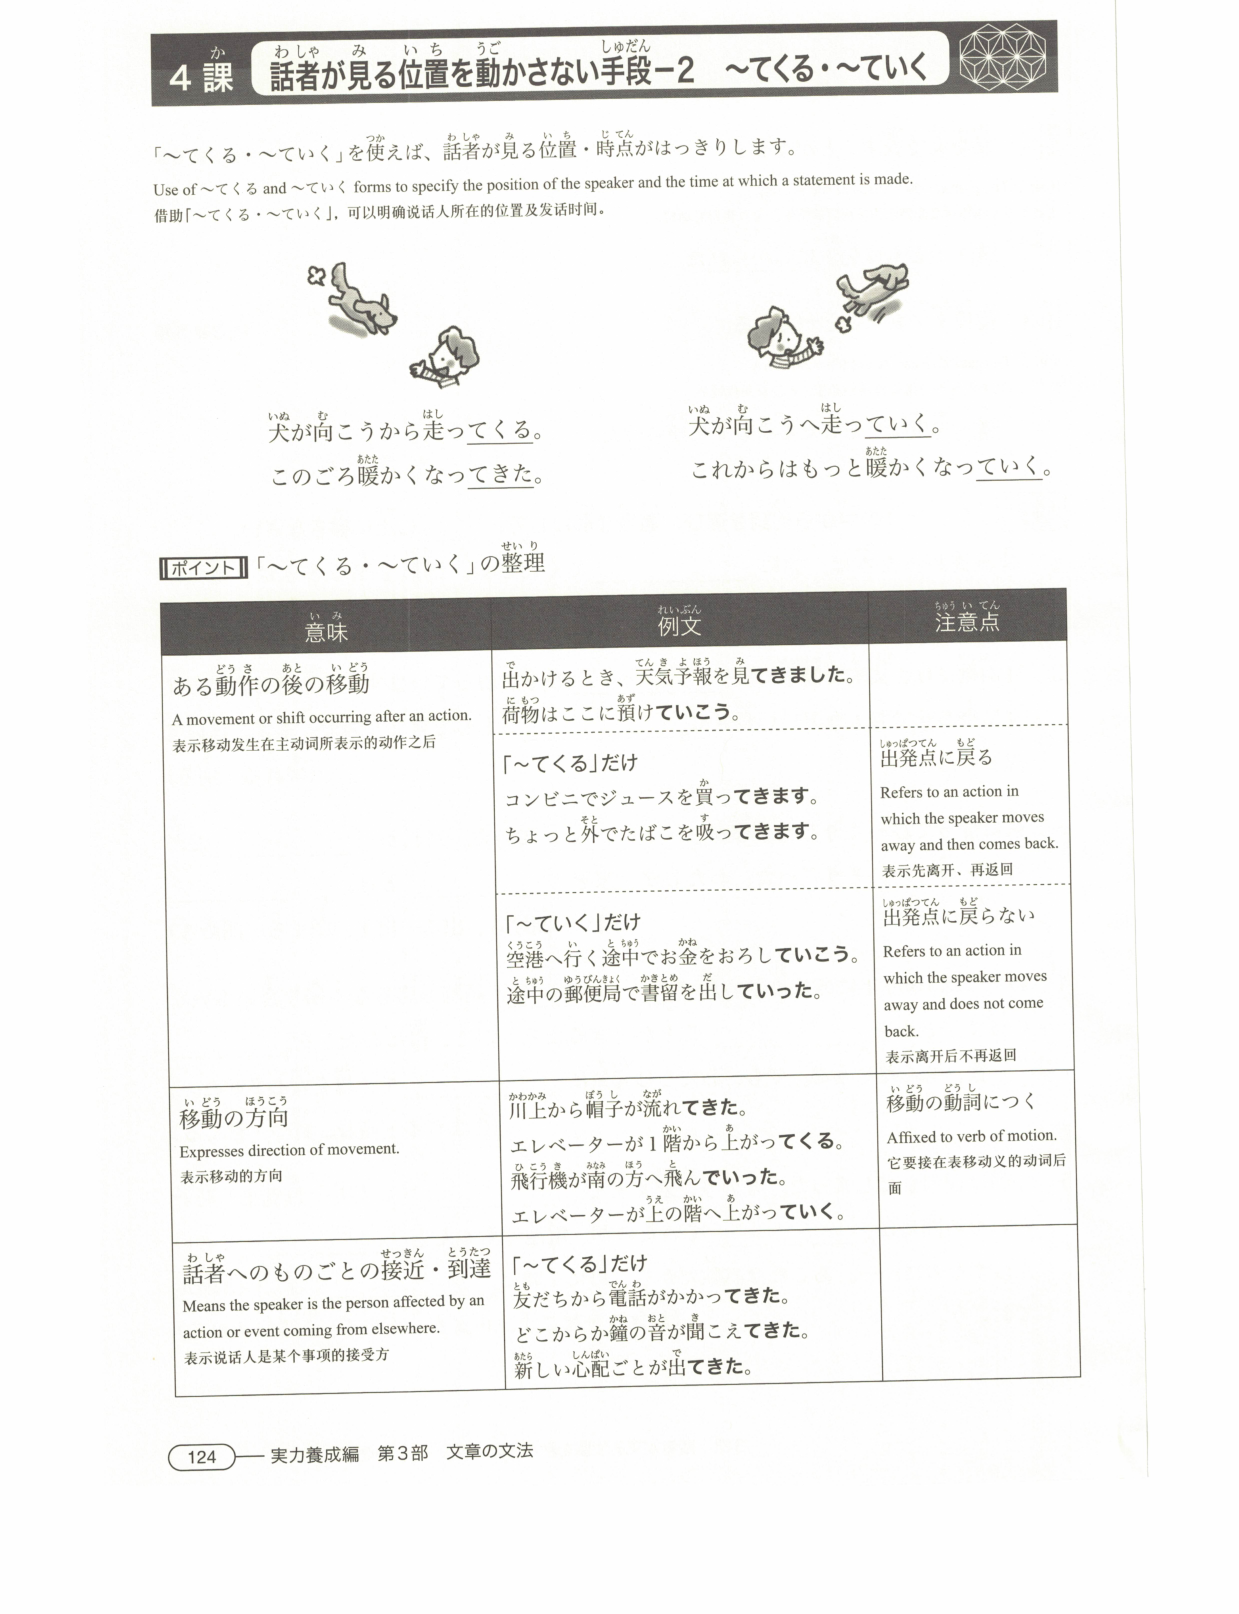 4課 話者が見る位置を動かさない手段－2 ～てくる・～ていく
「～てくる・～ていく」を使えば、話者が見る位置・時点がはっきりします。
Use of ～てくる and ～ていく forms to specify the position of the speaker and the time at which a statement is made.
借助「～てくる・～ていく」，可以明确说话人所在的位置及发话时间。
犬が向こうから走ってくる。
このごろ暖かくなってきた。
犬が向こうへ走っていく。
これからはもっと暖かくなっていく。
ポイント 「～てくる・～ていく」の整理
意味 例文 注意点
ある動作の後の移動
A movement or shift occurring after an action.
表示移动发生在主动词所表示的动作之后
出かけるとき、天気予報を見てきました。
荷物はここに預けていこう。
「～てくる」だけ
コンビニでジュースを買ってきます。
ちょっと外でたばこを吸ってきます。
出発点に戻る
Refers to an action in
which the speaker moves
away and then comes back.
表示先离开、再返回
「～ていく」だけ
空港へ行く途中でお金をおろしていこう。
途中の郵便局で書留を出していった。
出発点に戻らない
Refers to an action in
which the speaker moves
away and does not come
back.
表示离开后不再返回
移動の方向
Expresses direction of movement.
表示移动的方向
川上から帽子が流れてきた。
エレベーターが1階から上がってくる。
飛行機が南の方へ飛んでいった。
エレベーターが上の階へ上がっていく。
移動の動詞につく
Affixed to verb of motion.
它要接在表移动义的动词后
面
話者へのものごとの接近・到達
Means the speaker is the person affected by an
action or event coming from elsewhere.
表示说话人是某个事项的接受方
「～てくる」だけ
友だちから電話がかかってきた。
どこからか鐘の音が聞こえてきた。
新しい心配ごとが出てきた。
124 実力養成編 第3部 文章の文法